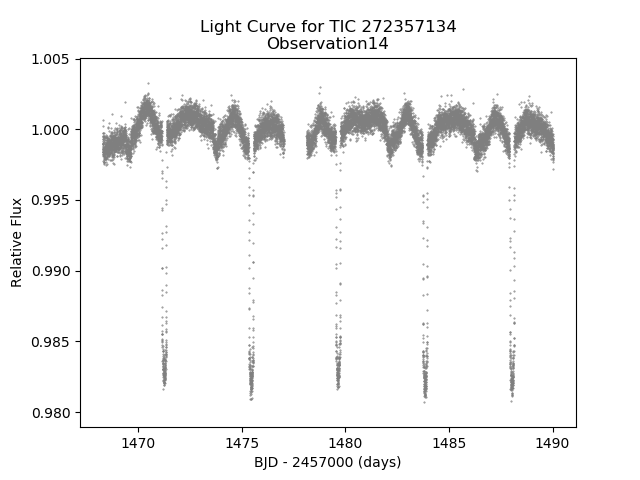 Light Curve for TIC 272357134
Observation14
1.005
1.000
0.995
0.990
0.985
0.980
Relative Flux
1470
1475
1480
1485
1490
BJD - 2457000 (days)